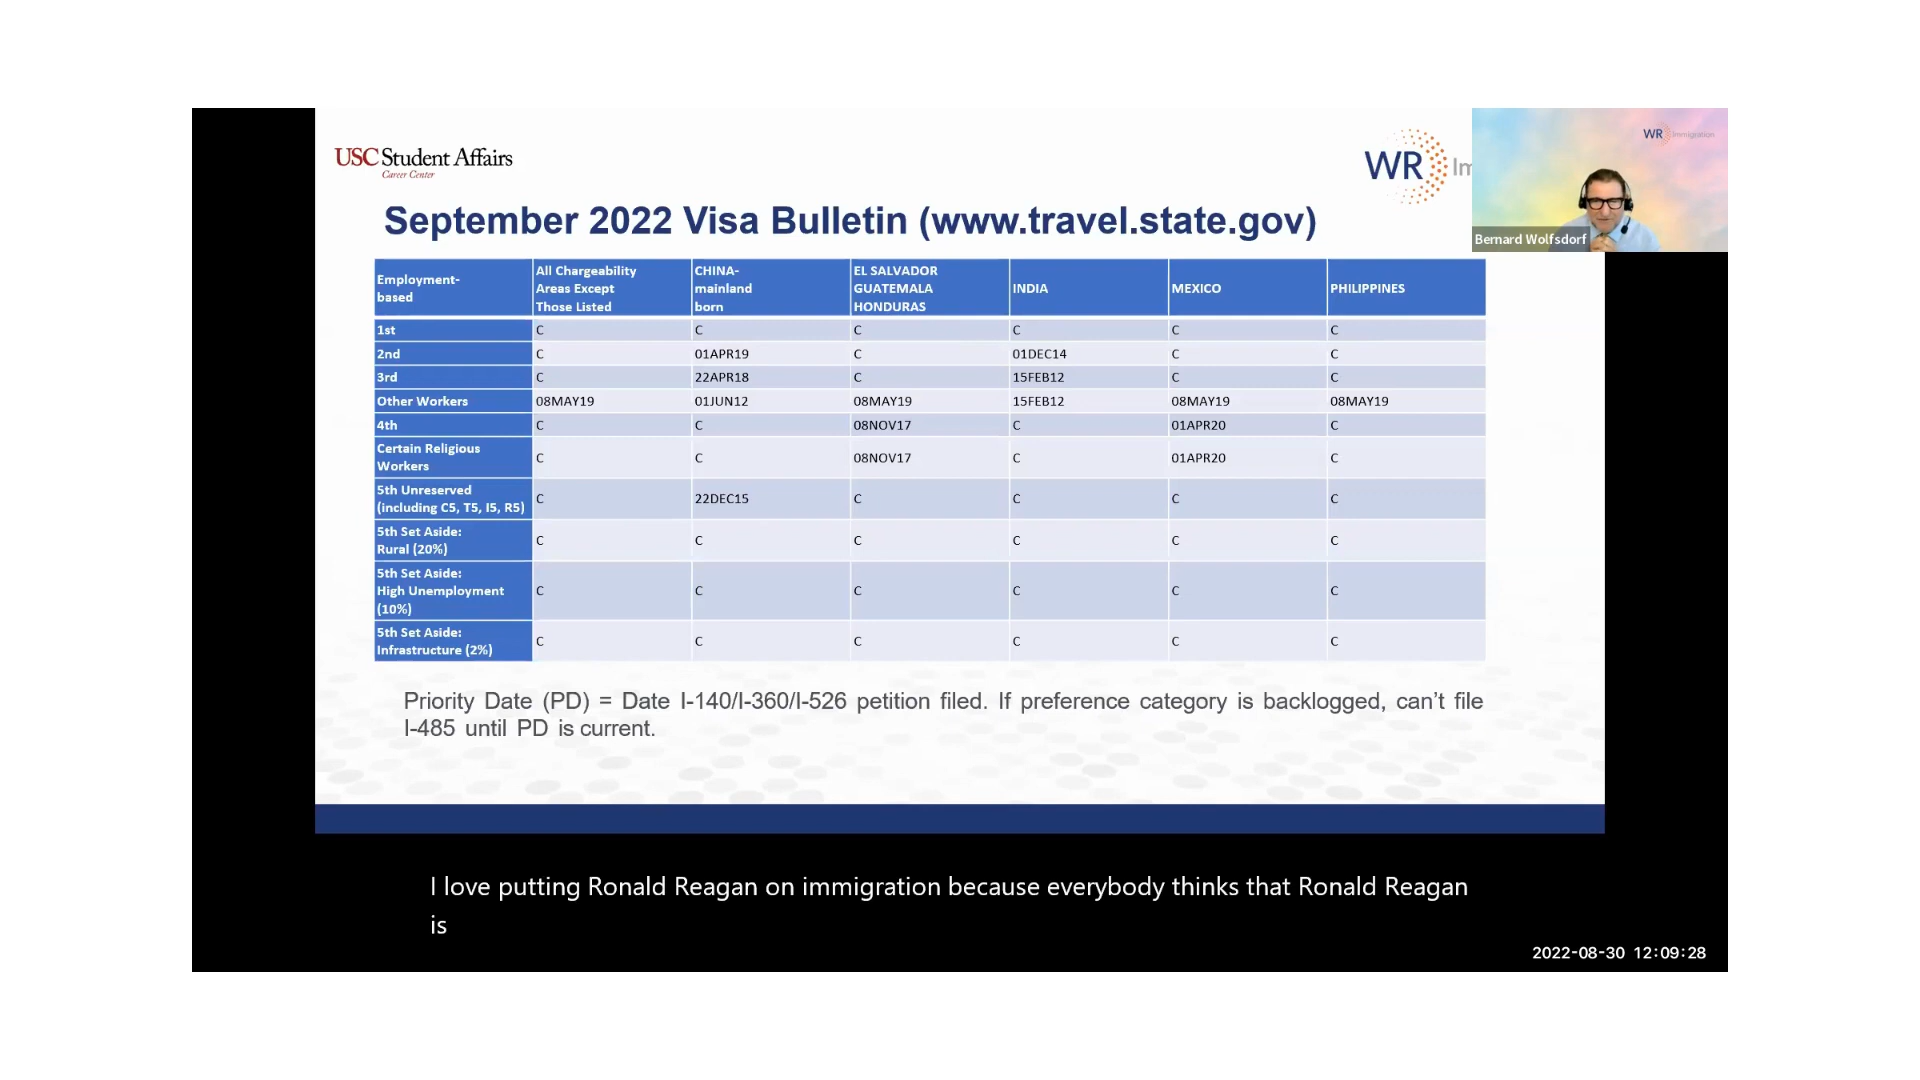 USC Student Affairs
Career Center
WR
WR Immigration
Bernard Wolfsdorf
September 2022 Visa Bulletin (www.travel.state.gov)
Employment-
based
All Chargeability
Areas Except
Those Listed
CHINA-
mainland
born
EL SALVADOR
GUATEMALA
HONDURAS
INDIA
MEXICO
PHILIPPINES
1st C C C C C C
2nd C 01APR19 C 01DEC14 C C
3rd C 22APR18 C 15FEB12 C C
Other Workers 08MAY19 01JUN12 08MAY19 15FEB12 08MAY19 08MAY19
4th C C 08NOV17 C 01APR20 C
Certain Religious
Workers
C C 08NOV17 C 01APR20 C
5th Unreserved
(including C5, T5, I5, R5)
C 22DEC15 C C C C
5th Set Aside:
Rural (20%)
C C C C C C
5th Set Aside:
High Unemployment
(10%)
C C C C C C
5th Set Aside:
Infrastructure (2%)
C C C C C C
Priority Date (PD) = Date I-140/I-360/I-526 petition filed. If preference category is backlogged, can’t file
I-485 until PD is current.
I love putting Ronald Reagan on immigration because everybody thinks that Ronald Reagan
is
2022-08-30 12:09:28